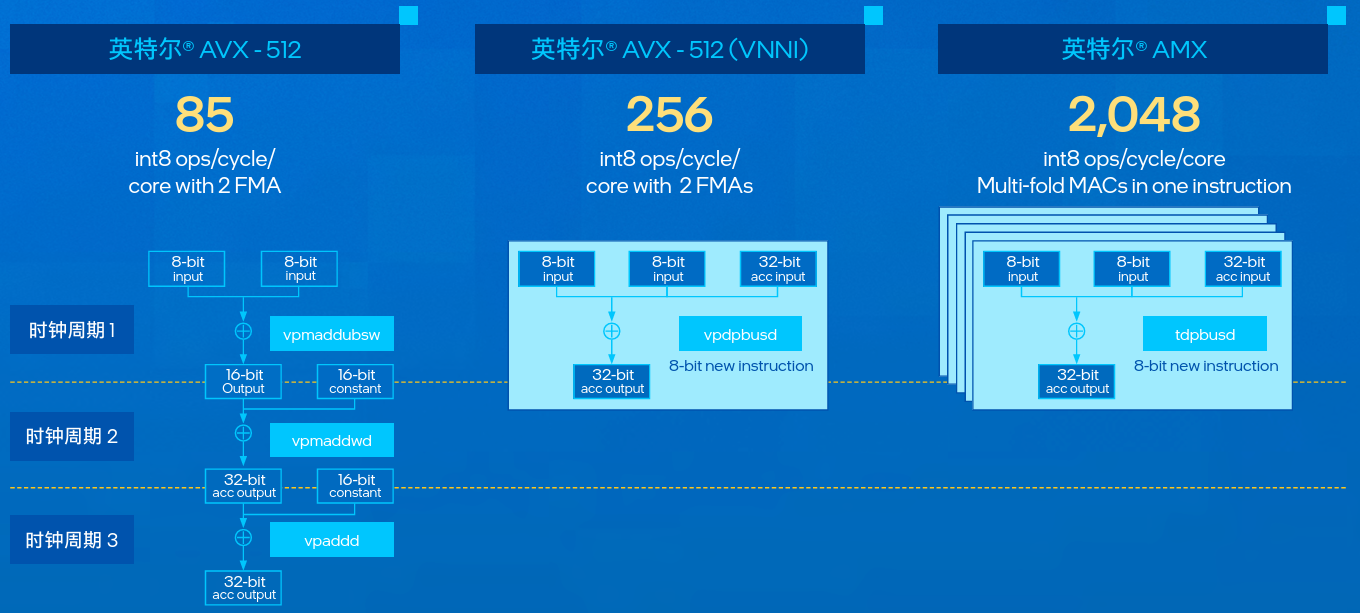 英特尔® AVX - 512
85
int8 ops/cycle/
core with 2 FMA
8-bit
input
8-bit
input
时钟周期 1
vpmaddubsw
16-bit
Output
16-bit
constant
时钟周期 2
vpmaddwd
32-bit
acc output
16-bit
constant
时钟周期 3
vpaddd
32-bit
acc output
英特尔® AVX - 512 (VNNI)
256
int8 ops/cycle/
core with 2 FMAs
8-bit
input
8-bit
input
32-bit
acc input
vpdpbusd
8-bit new instruction
32-bit
acc output
英特尔® AMX
2,048
int8 ops/cycle/core
Multi-fold MACs in one instruction
8-bit
input
8-bit
input
32-bit
acc input
tdpbusd
8-bit new instruction
32-bit
acc output